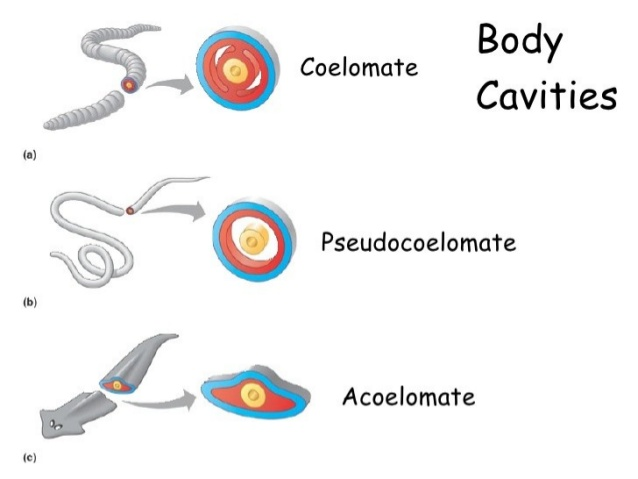 Body
Cavities
Coelomate
(a)
Pseudocoelomate
(b)
Acoelomate
(c)